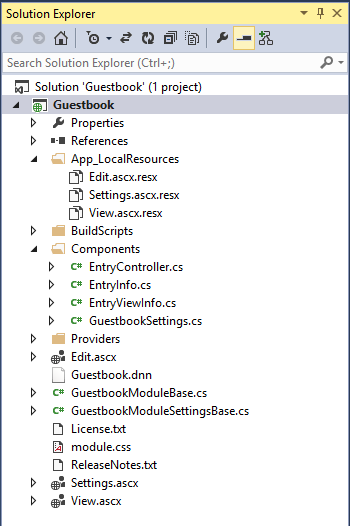 Solution Explorer
Search Solution Explorer (Ctrl+;)
Solution 'Guestbook' (1 project)
Guestbook
Properties
References
App_LocalResources
Edit.ascx.resx
Settings.ascx.resx
View.ascx.resx
BuildScripts
Components
C# EntryController.cs
C# EntryInfo.cs
C# EntryViewInfo.cs
C# GuestbookSettings.cs
Providers
Edit.ascx
Guestbook.dnn
C# GuestbookModuleBase.cs
C# GuestbookModuleSettingsBase.cs
License.txt
module.css
ReleaseNotes.txt
Settings.ascx
View.ascx